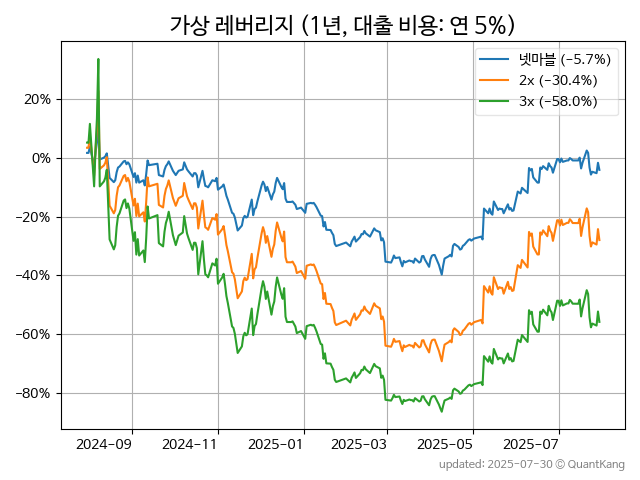 가상 레버리지 (1년, 대출 비용: 연 5%)
넷마블 (−5.7%)
2x (−30.4%)
3x (−58.0%)
20%
0%
−20%
−40%
−60%
−80%
2024-09 2024-11 2025-01 2025-03 2025-05 2025-07
updated: 2025-07-30 © QuantKang